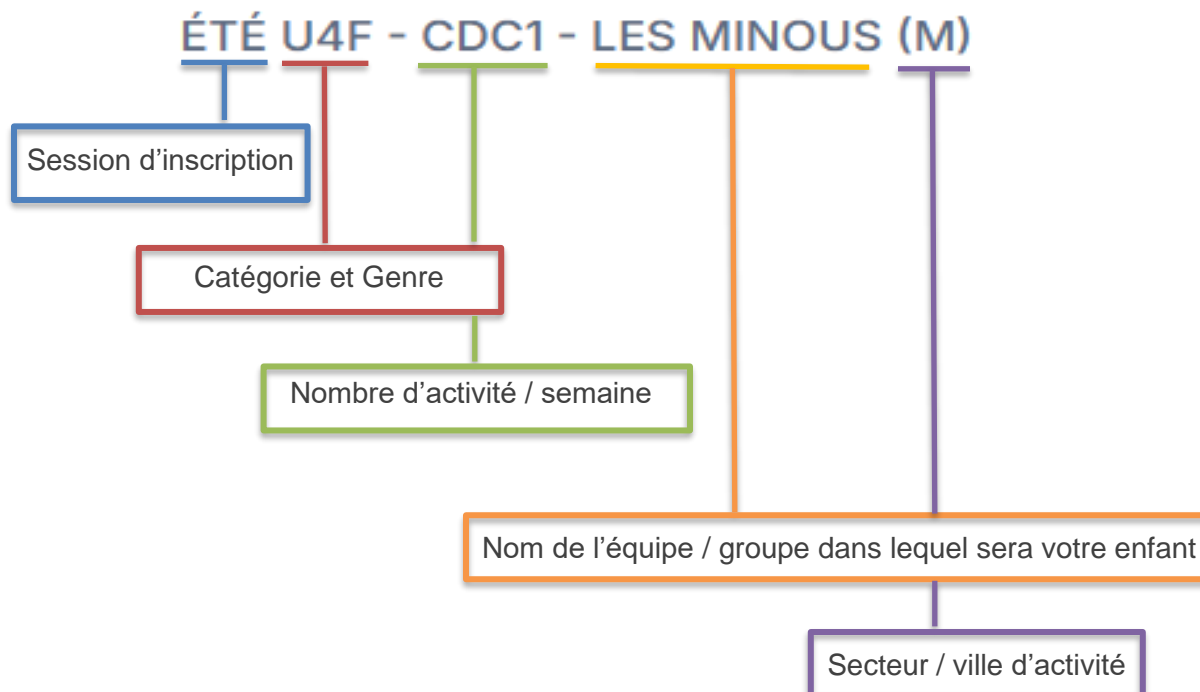 ÉTÉ U4F - CDC1 - LES MINOUS (M)
Session d’inscription
Catégorie et Genre
Nombre d’activité / semaine
Nom de l’équipe / groupe dans lequel sera votre enfant
Secteur / ville d’activité